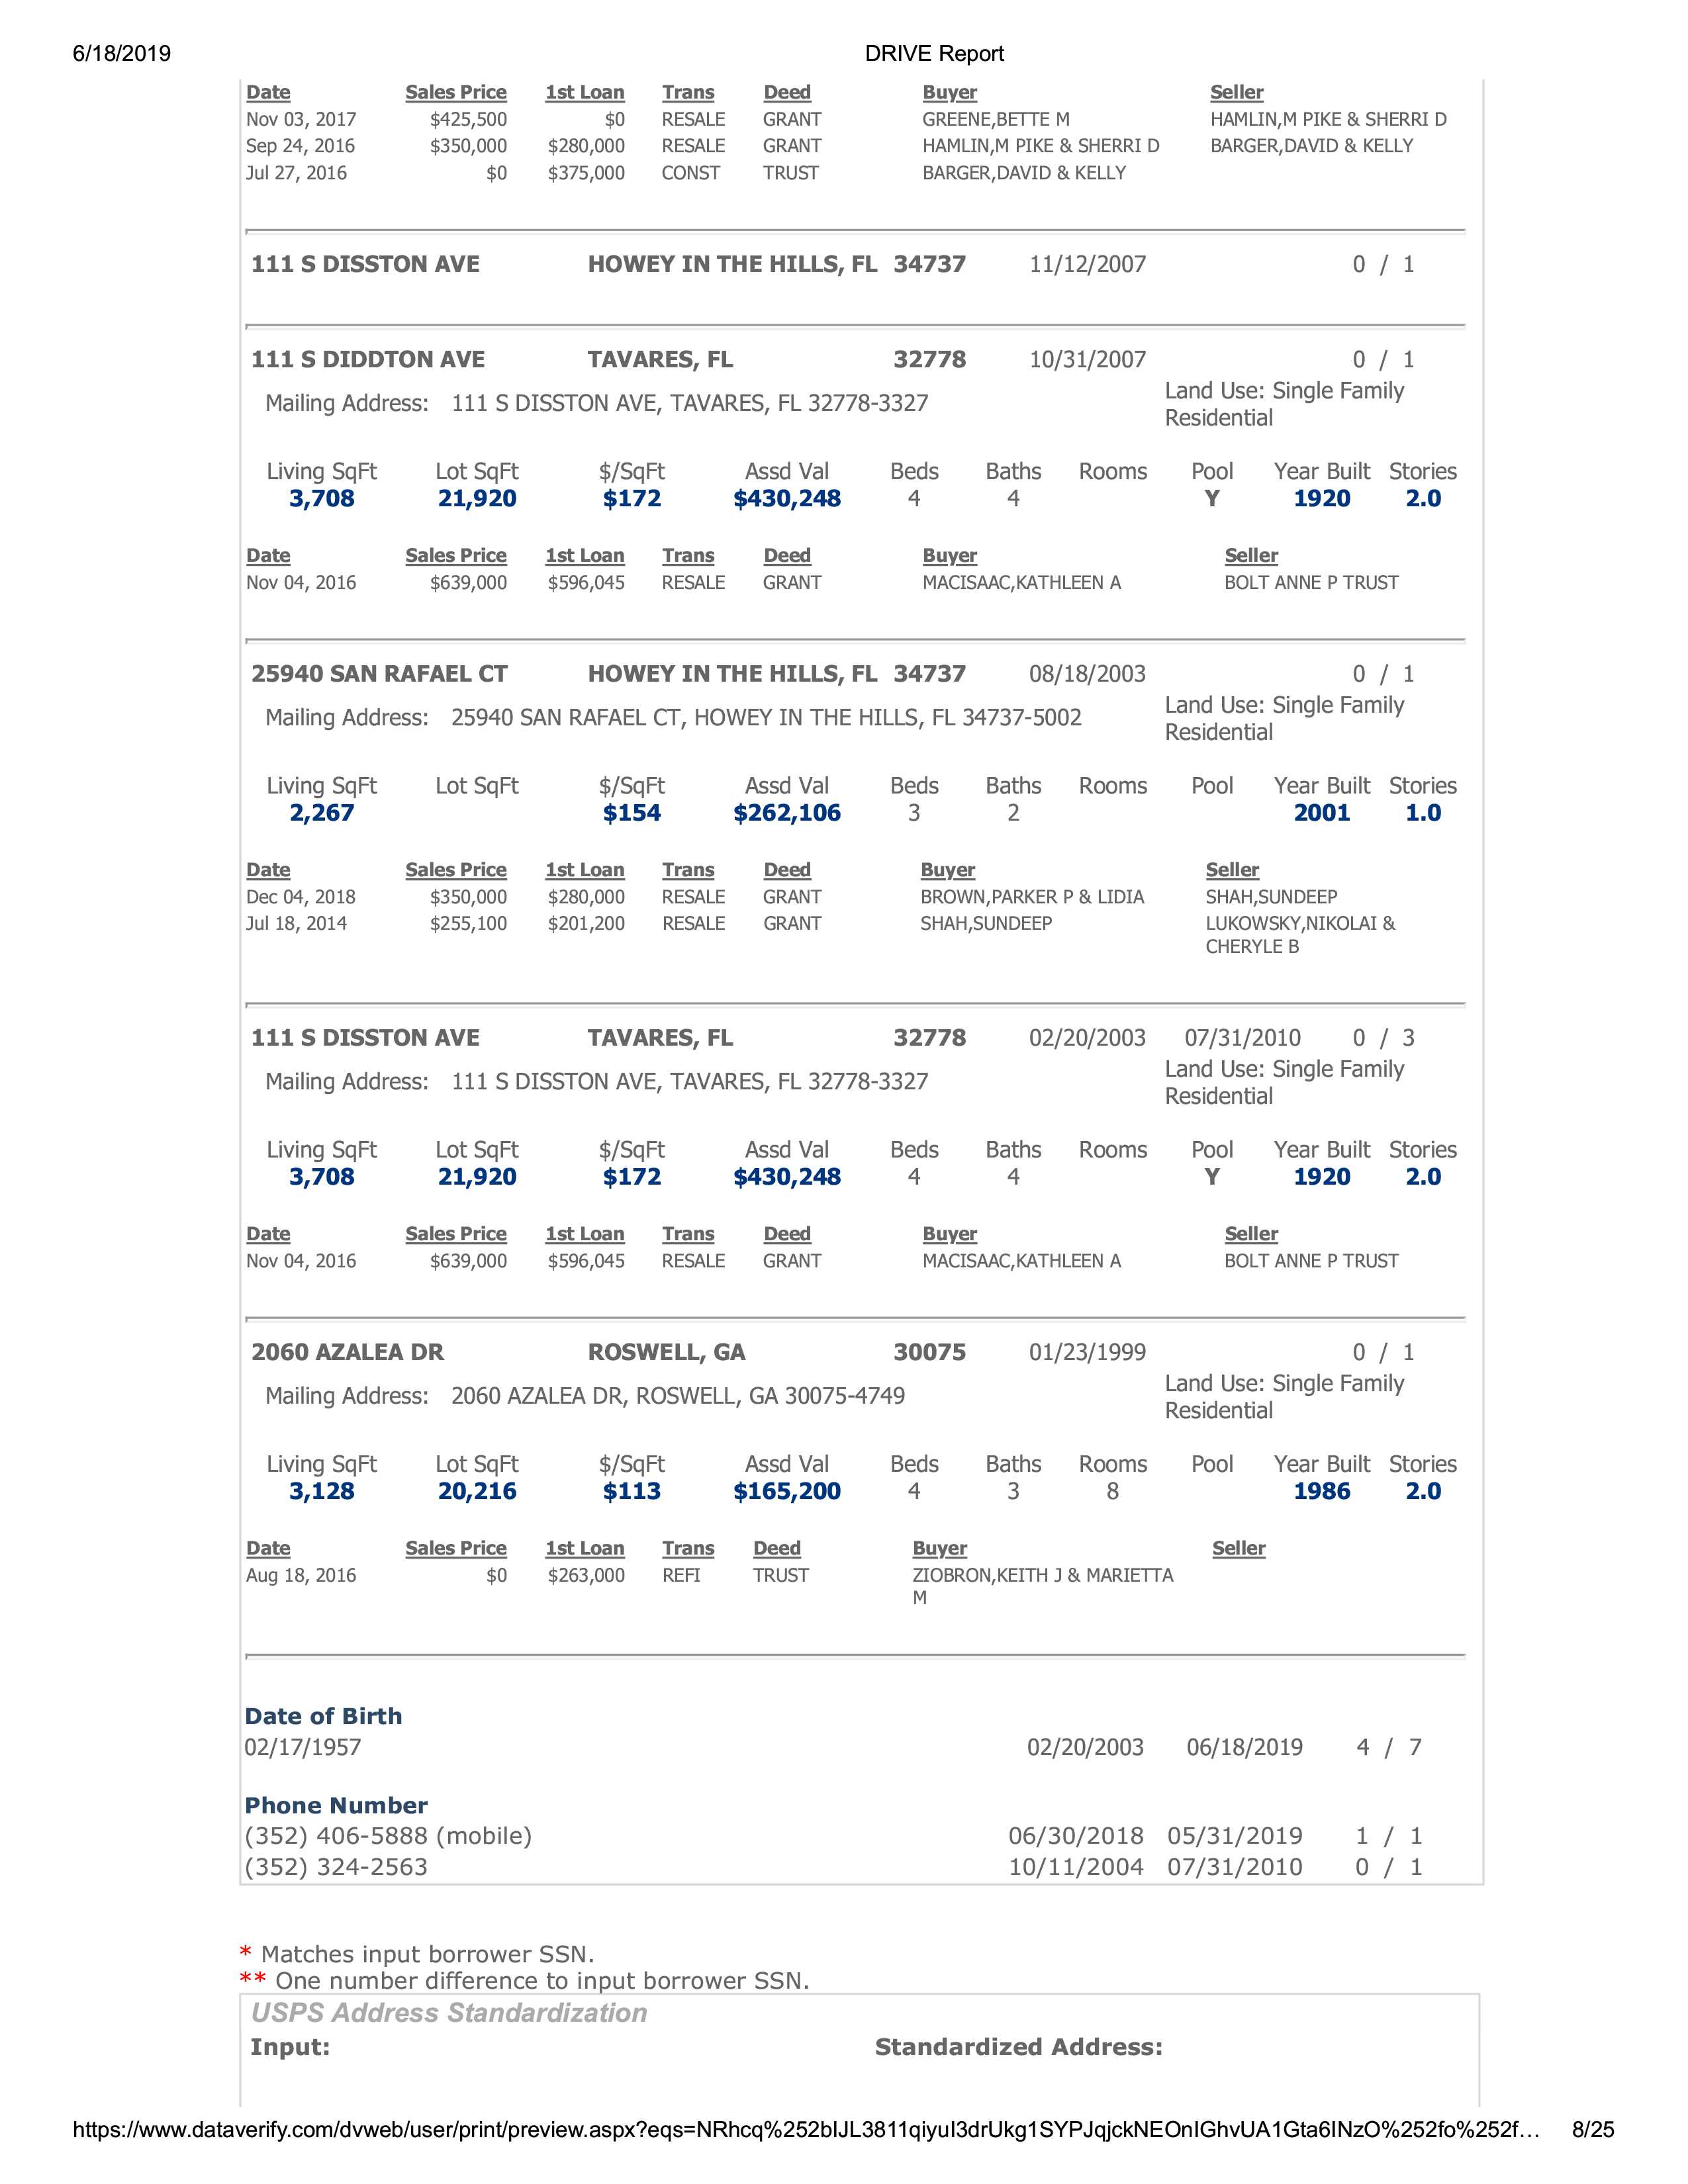 6/18/2019 DRIVE Report
Date Sales Price 1st Loan Trans Deed Buyer Seller
Nov 03, 2017 $425,500 $0 RESALE GRANT GREENE,BETTE M HAMLIN,M PIKE & SHERRI D
Sep 24, 2016 $350,000 $280,000 RESALE GRANT HAMLIN,M PIKE & SHERRI D BARGER,DAVID & KELLY
Jul 27, 2016 $0 $375,000 CONST TRUST BARGER,DAVID & KELLY
111 S DISSTON AVE HOWEY IN THE HILLS, FL 34737 11/12/2007 0 / 1
111 S DIDDTON AVE TAVARES, FL 32778 10/31/2007 0 / 1
Mailing Address: 111 S DISSTON AVE, TAVARES, FL 32778-3327 Land Use: Single Family
Residential
Living SqFt Lot SqFt $/SqFt Assd Val Beds Baths Rooms Pool Year Built Stories
3,708 21,920 $172 $430,248 4 4 Y 1920 2.0
Date Sales Price 1st Loan Trans Deed Buyer Seller
Nov 04, 2016 $639,000 $596,045 RESALE GRANT MACISAAC,KATHLEEN A BOLT ANNE P TRUST
25940 SAN RAFAEL CT HOWEY IN THE HILLS, FL 34737 08/18/2003 0 / 1
Mailing Address: 25940 SAN RAFAEL CT, HOWEY IN THE HILLS, FL 34737-5002 Land Use: Single Family
Residential
Living SqFt Lot SqFt $/SqFt Assd Val Beds Baths Rooms Pool Year Built Stories
2,267 $154 $262,106 3 2 2001 1.0
Date Sales Price 1st Loan Trans Deed Buyer Seller
Dec 04, 2018 $350,000 $280,000 RESALE GRANT BROWN,PARKER P & LIDIA SHAH,SUNDEEP
Jul 18, 2014 $255,100 $201,200 RESALE GRANT SHAH,SUNDEEP LUKOWSKY,NIKOLAI &
CHERYLE B
111 S DISSTON AVE TAVARES, FL 32778 02/20/2003 07/31/2010 0 / 3
Mailing Address: 111 S DISSTON AVE, TAVARES, FL 32778-3327 Land Use: Single Family
Residential
Living SqFt Lot SqFt $/SqFt Assd Val Beds Baths Rooms Pool Year Built Stories
3,708 21,920 $172 $430,248 4 4 Y 1920 2.0
Date Sales Price 1st Loan Trans Deed Buyer Seller
Nov 04, 2016 $639,000 $596,045 RESALE GRANT MACISAAC,KATHLEEN A BOLT ANNE P TRUST
2060 AZALEA DR ROSWELL, GA 30075 01/23/1999 0 / 1
Mailing Address: 2060 AZALEA DR, ROSWELL, GA 30075-4749 Land Use: Single Family
Residential
Living SqFt Lot SqFt $/SqFt Assd Val Beds Baths Rooms Pool Year Built Stories
3,128 20,216 $113 $165,200 4 3 8 1986 2.0
Date Sales Price 1st Loan Trans Deed Buyer Seller
Aug 18, 2016 $0 $263,000 REFI TRUST ZIOBRON,KEITH J & MARIETTA
M
Date of Birth
02/17/1957 02/20/2003 06/18/2019 4 / 7
Phone Number
(352) 406-5888 (mobile) 06/30/2018 05/31/2019 1 / 1
(352) 324-2563 10/11/2004 07/31/2010 0 / 1
* Matches input borrower SSN.
** One number difference to input borrower SSN.
USPS Address Standardization
Input: Standardized Address:
https://www.dataverify.com/dvweb/user/print/preview.aspx?eqs=NRhcq%252bIJL3811qiyuI3drUkg1SYPJqjckNEOnIGhvUA1Gta6INzO%252fo%252f... 8/25